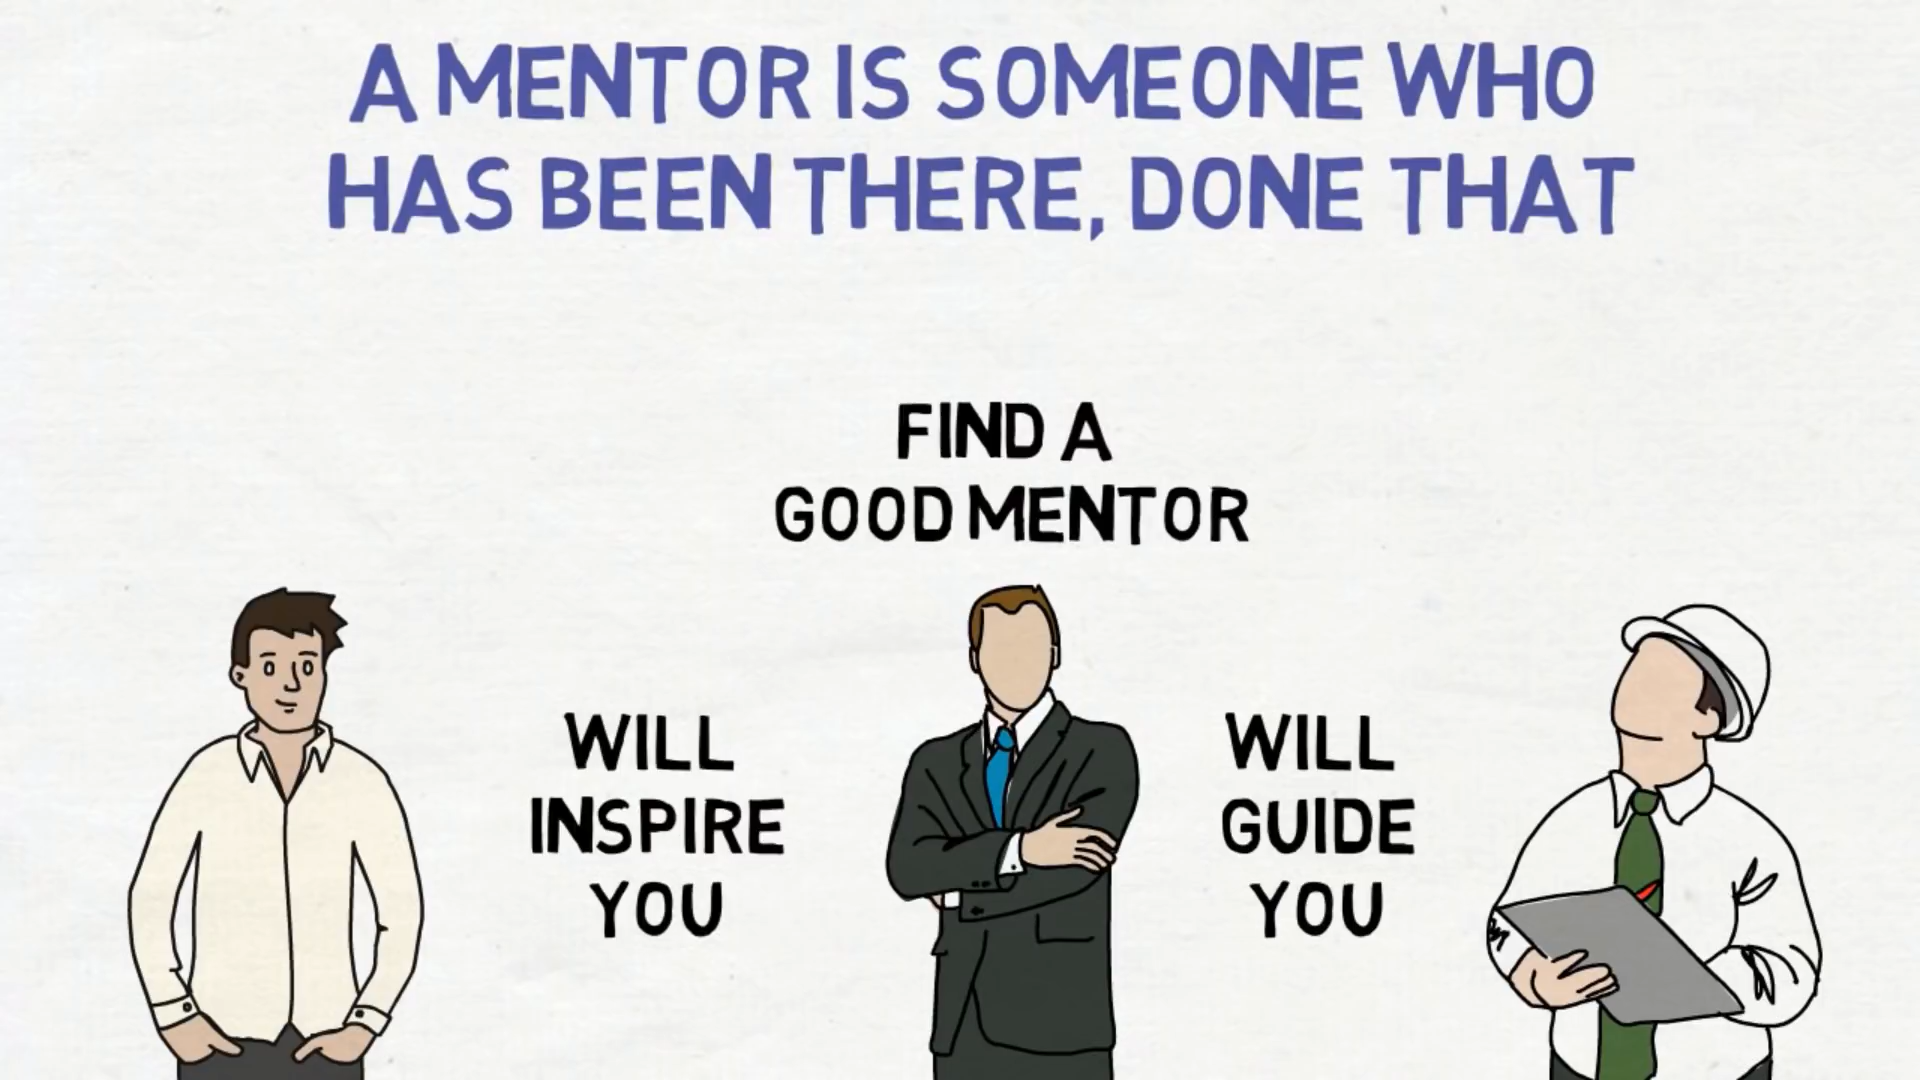 A MENTOR IS SOMEONE WHO
HAS BEEN THERE, DONE THAT
FIND A
GOOD MENTOR
WILL
INSPIRE
YOU
WILL
GUIDE
YOU